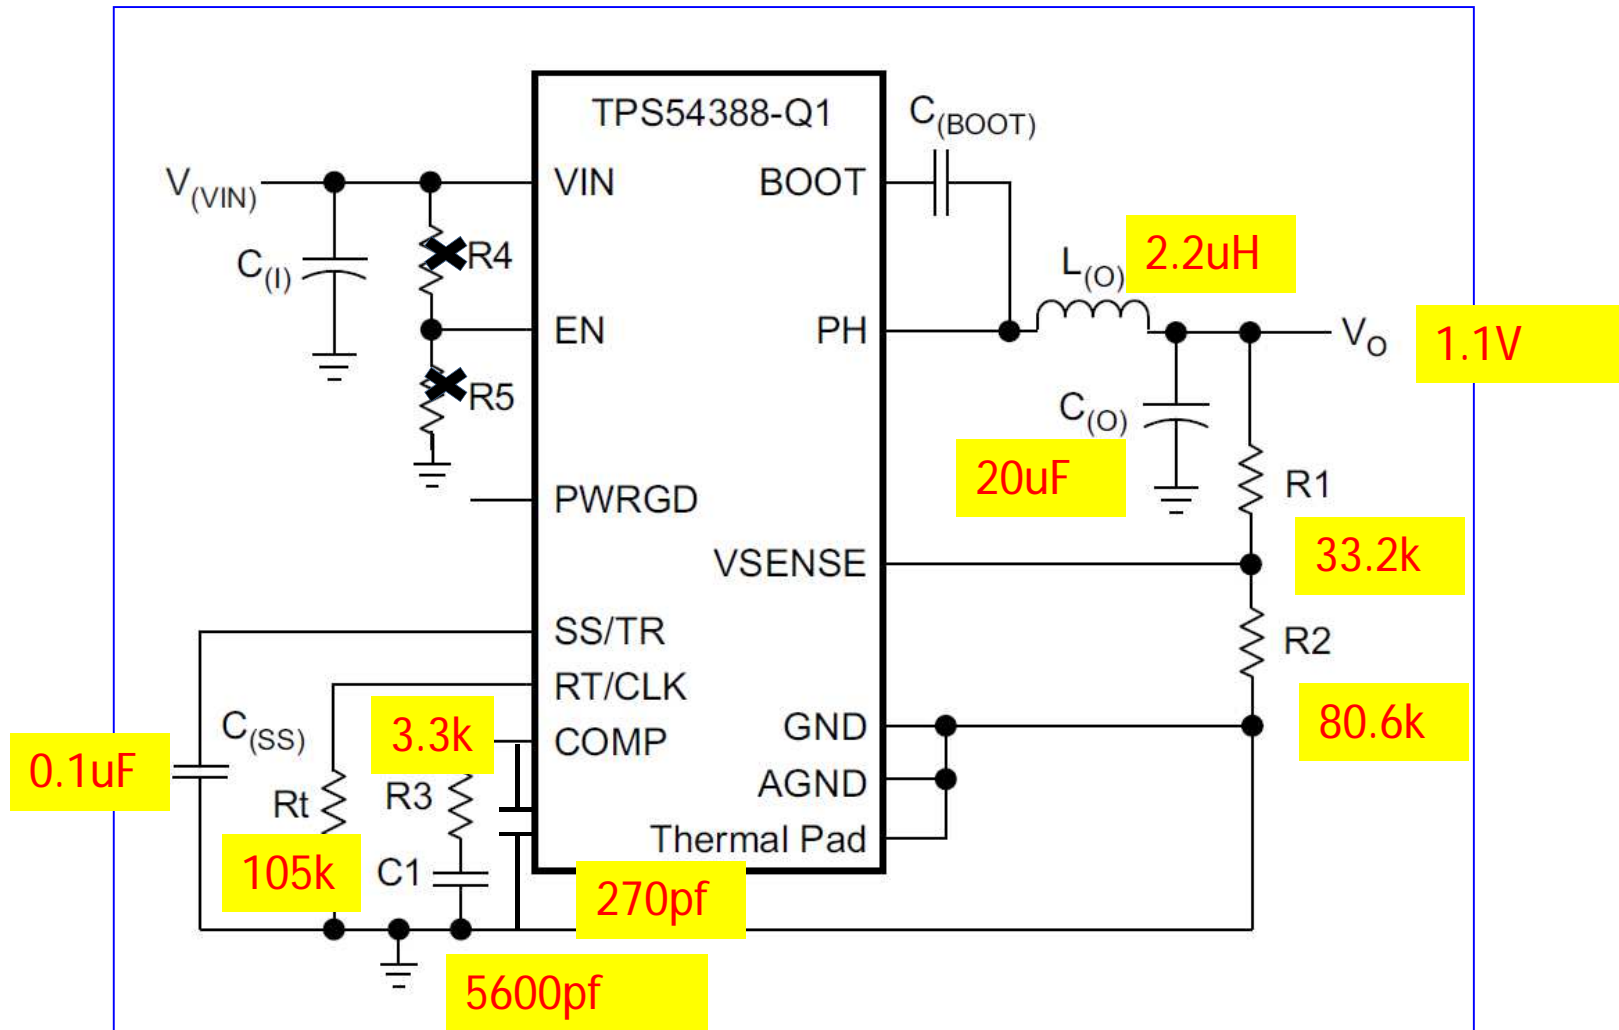 TPS54388-Q1
C(BOOT)
V(VIN)
VIN
BOOT
2.2uH
R4
C(I)
L(O)
EN
PH
VO
1.1V
R5
C(O)
20uF
R1
PWRGD
33.2k
VSENSE
SS/TR
R2
RT/CLK
C(SS)
3.3k
COMP
GND
80.6k
0.1uF
AGND
Rt
R3
Thermal Pad
105k
C1
270pf
5600pf